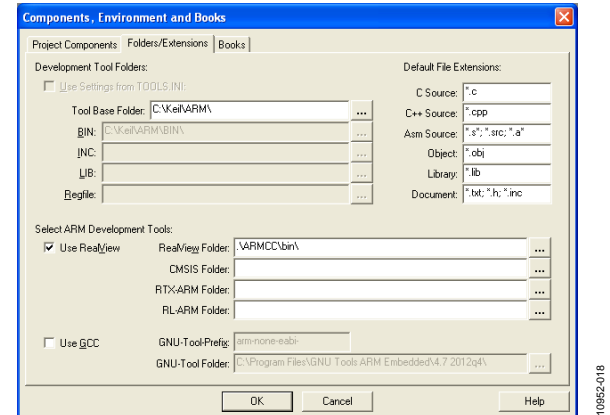 Components, Environment and Books
Project Components Folders/Extensions Books
Development Tool Folders:
Use Settings from TOOLS.INI:
Tool Base Folder: C:\Keil\ARM\ ...
BIN: C:\Keil\ARM\BIN\ ...
INC: ...
LIB: ...
Regfile: ...
Default File Extensions:
C Source: *.c
C++ Source: *.cpp
Asm Source: *.s*; *.src; *.a*
Object: *.obj
Library: *.lib
Document: *.txt; *.h; *.inc
Select ARM Development Tools:
Use RealView RealView Folder: .\ARMCC\bin\ ...
CMSIS Folder: ...
RTX-ARM Folder: ...
RL-ARM Folder: ...
Use GCC GNU-Tool-Prefix: arm-none-eabi-
GNU-Tool Folder: C:\Program Files\GNU Tools ARM Embedded\4.7 2012q4\ ...
OK Cancel Help
10952-018